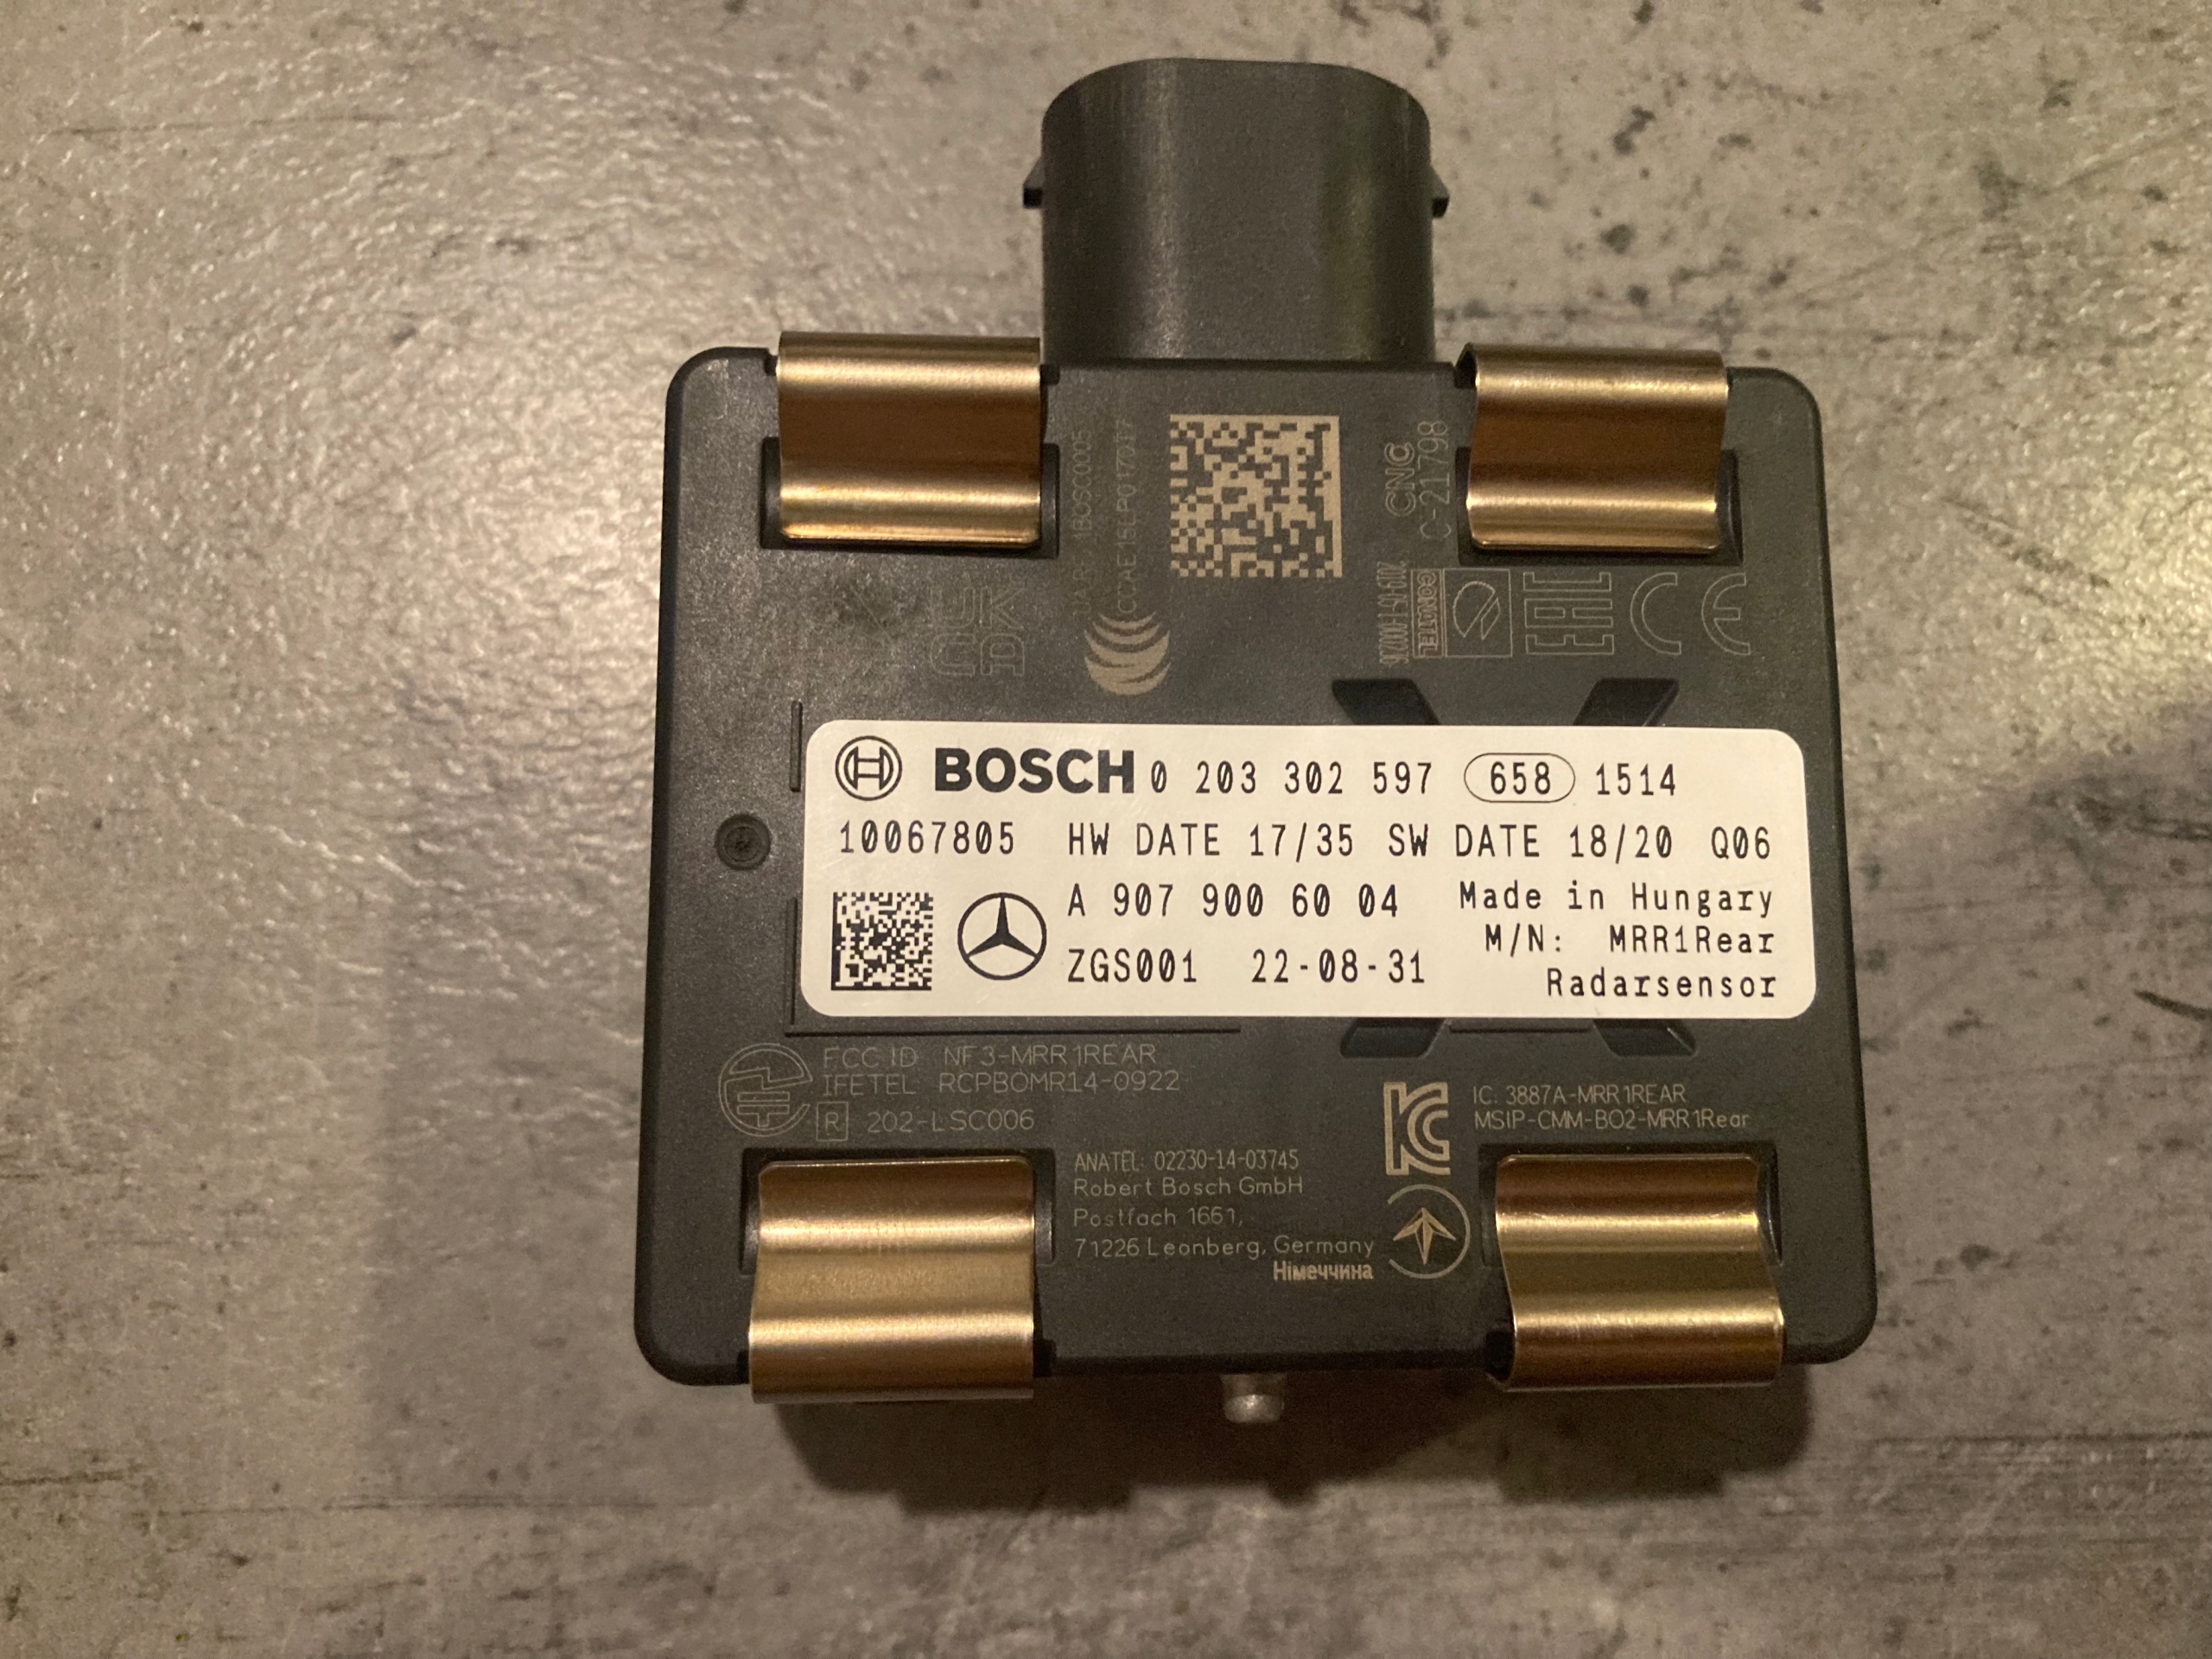 CNC
C-21798
CONATEL
EAC
CE
UK
CA
BOSCH 0 203 302 597 658 1514
10067805 HW DATE 17/35 SW DATE 18/20 Q06
A 907 900 60 04 Made in Hungary
M/N: MRR1Rear
ZGS001 22-08-31
Radarsensor
FCC ID NF3-MRR1REAR
IFETEL: RCPBOMR14-0922
R 202-LSC006
IC: 3887A-MRR1REAR
MSIP-CMM-BO2-MRR1Rear
ANATEL: 02230-14-03745
Robert Bosch GmbH
Postfach 1661,
71226 Leonberg, Germany
Німеччина